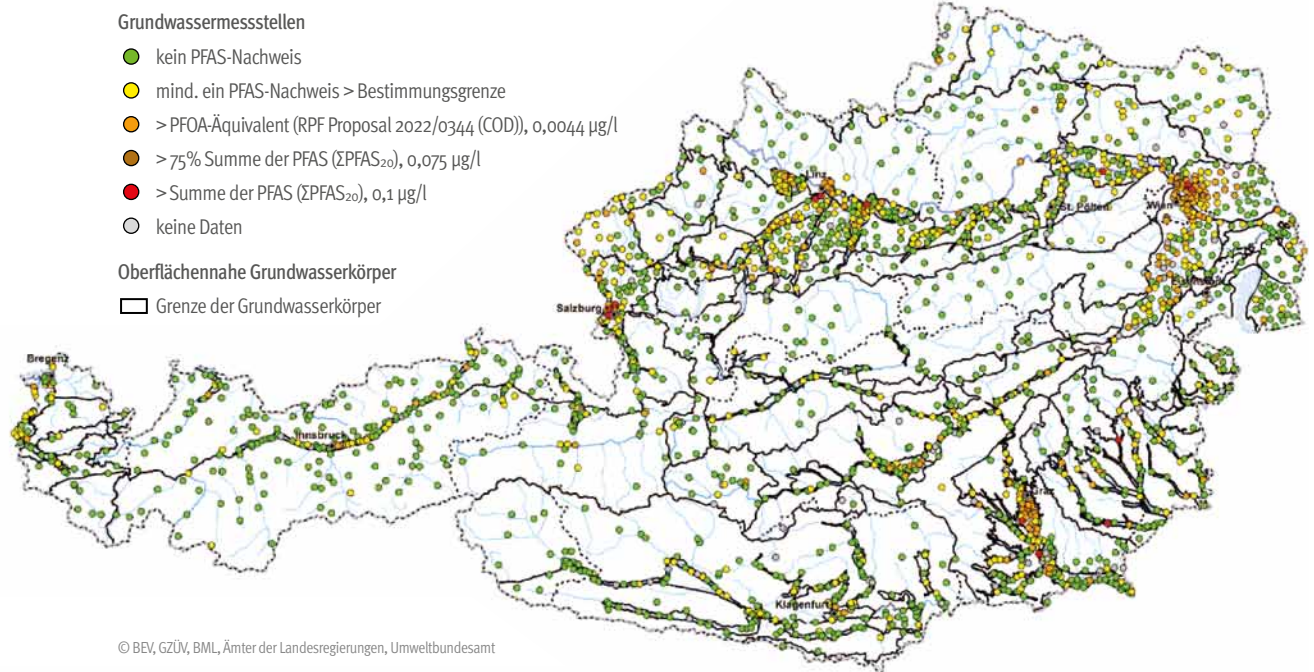 Grundwassermessstellen
kein PFAS-Nachweis
mind. ein PFAS-Nachweis > Bestimmungsgrenze
> PFOA-Äquivalent (RPF Proposal 2022/0344 (COD)), 0,0044 µg/l
> 75% Summe der PFAS (ΣPFAS₂₀), 0,075 µg/l
> Summe der PFAS (ΣPFAS₂₀), 0,1 µg/l
keine Daten
Oberflächennahe Grundwasserkörper
Grenze der Grundwasserkörper
Linz
St. Pölten
Wien
Salzburg
Bregenz
Innsbruck
Graz
Klagenfurt
© BEV, GZÜV, BML, Ämter der Landesregierungen, Umweltbundesamt